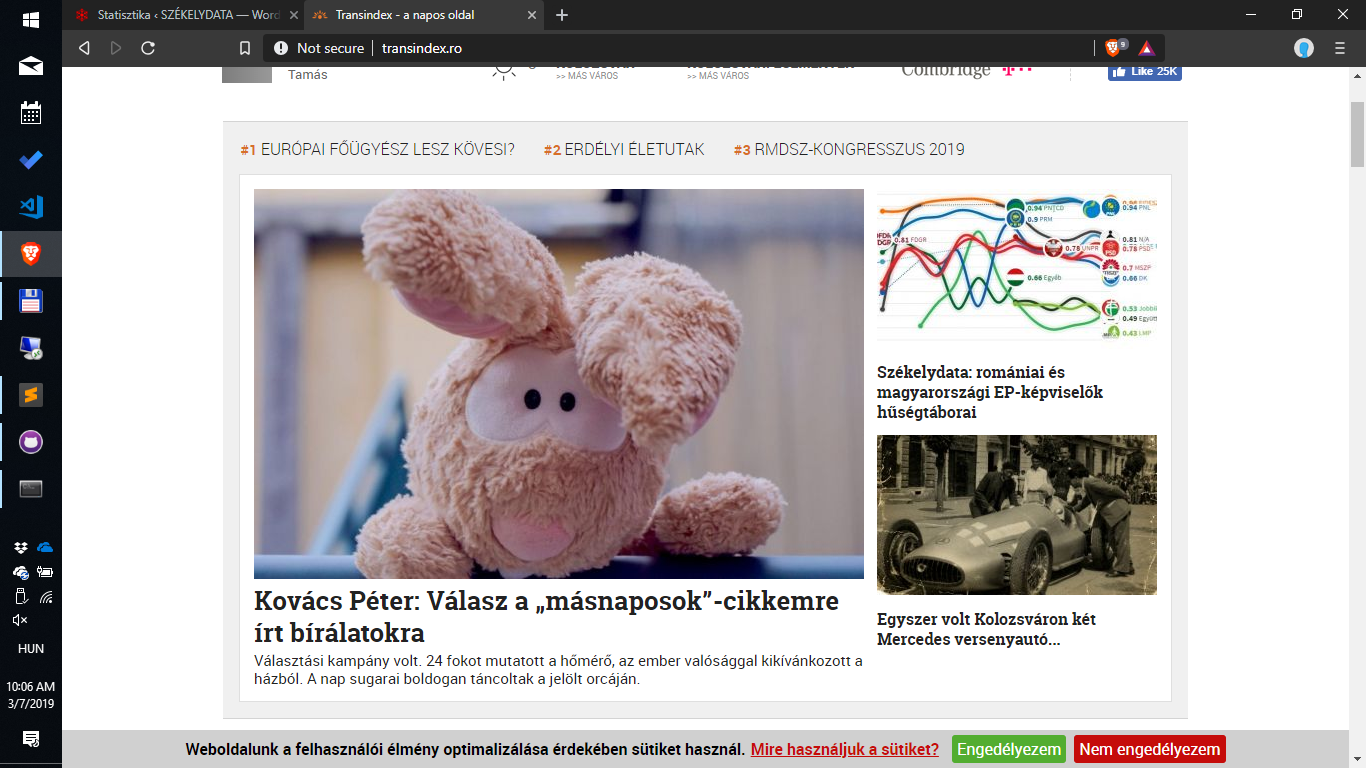 Statisztika ‹ SZÉKELYDATA — Word
Transindex - a napos oldal
Not secure
transindex.ro
9
Tamás
>> MÁS VÁROS
>> MÁS VÁROS
Combridge
Like 25K
#1 EURÓPAI FŐÜGYÉSZ LESZ KÖVESI?
#2 ERDÉLYI ÉLETUTAK
#3 RMDSZ-KONGRESSZUS 2019
0.94 PNȚCD
0.94 PNL
0.9 PRM
0.81 FDGR
0.81 N/A
0.78 UNPR
0.78 PSD
0.7 MSZP
0.66 Egyéb
0.66 DK
0.53 Jobbi
0.49 Együtt
0.43 LMP
Székelydata: romániai és
magyarországi EP-képviselők
hűségtáborai
Egyszer volt Kolozsváron két
Mercedes versenyautó...
Kovács Péter: Válasz a „másnaposok”-cikkemre
írt bírálatokra
Választási kampány volt. 24 fokot mutatott a hőmérő, az ember valósággal kikívánkozott a
házból. A nap sugarai boldogan táncoltak a jelölt orcáján.
Weboldalunk a felhasználói élmény optimalizálása érdekében sütiket használ. Mire használjuk a sütiket?
Engedélyezem
Nem engedélyezem
HUN
10:06 AM
3/7/2019